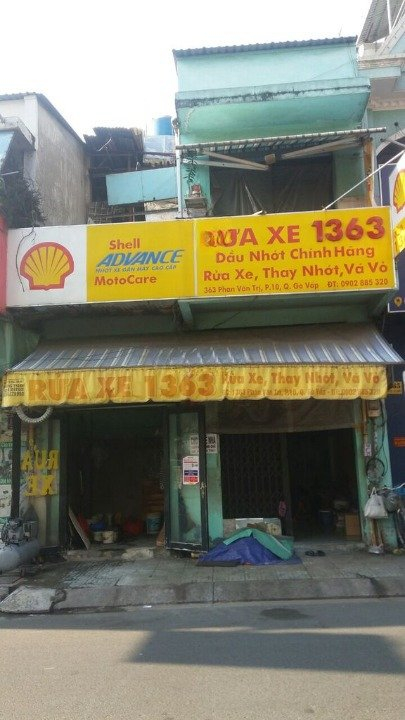 Shell
ADVANCE
NHỚT XE GẮN MÁY CAO CẤP
MotoCare
RỬA XE 1363
Dầu Nhớt Chính Hãng
Rửa Xe, Thay Nhớt, Vá Vỏ
363 Phan Văn Trị, P.10, Q. Gò Vấp - ĐT: 0902 885 320
RỬA XE 1363
Rửa Xe, Thay Nhớt, Vá Vỏ
RỬA
XE